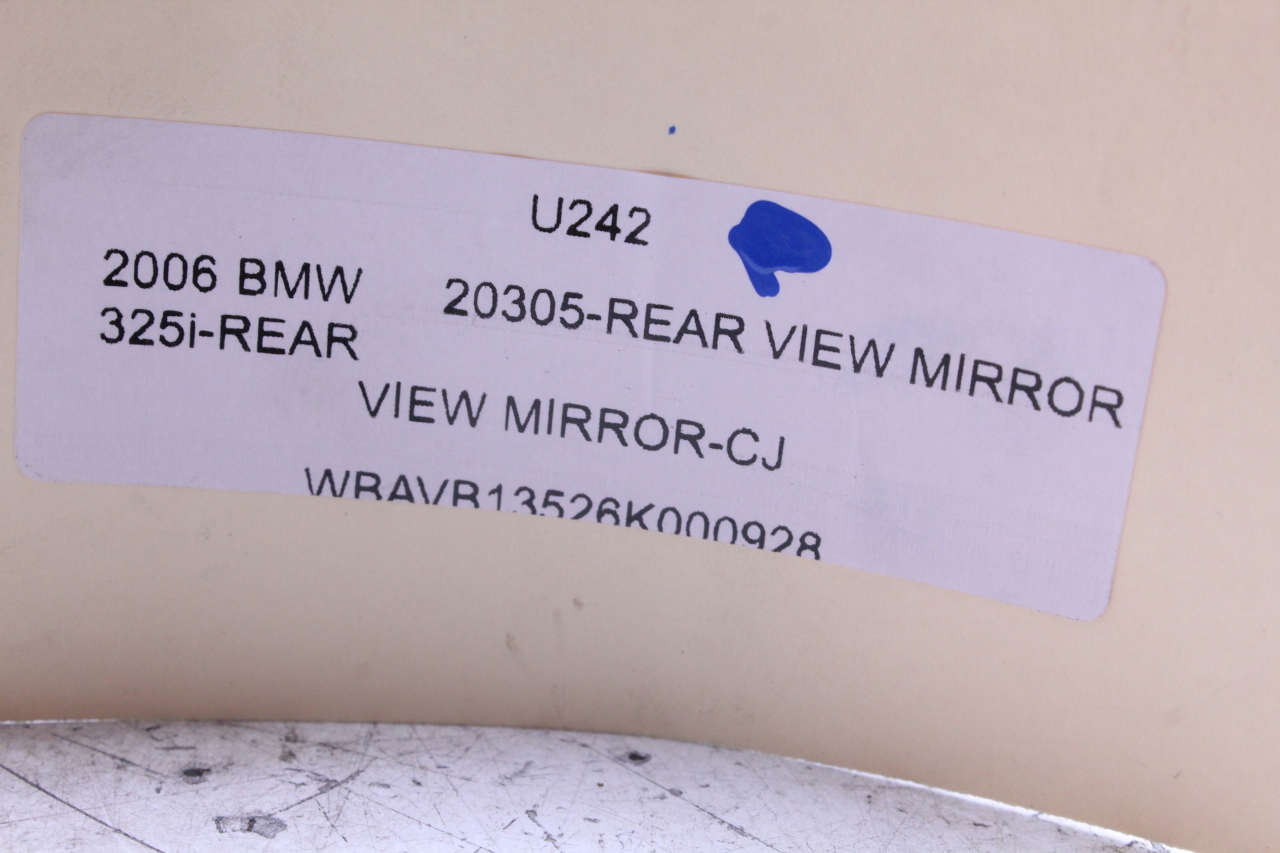 U242
2006 BMW 20305-REAR VIEW MIRROR
325i-REAR
VIEW MIRROR-CJ
WBAVB13526K000928